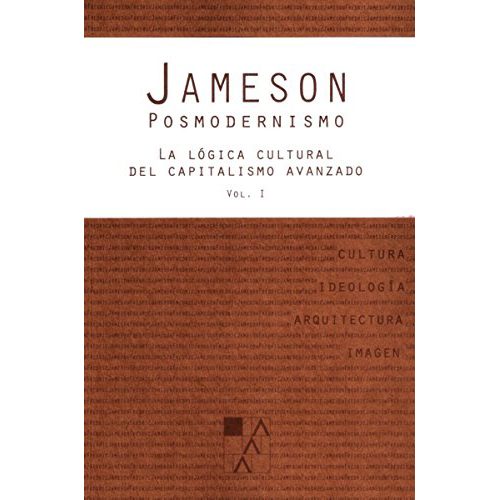 JAMESON
POSMODERNISMO
LA LÓGICA CULTURAL
DEL CAPITALISMO AVANZADO
VOL. I
CULTURA
IDEOLOGÍA
ARQUITECTURA
IMAGEN